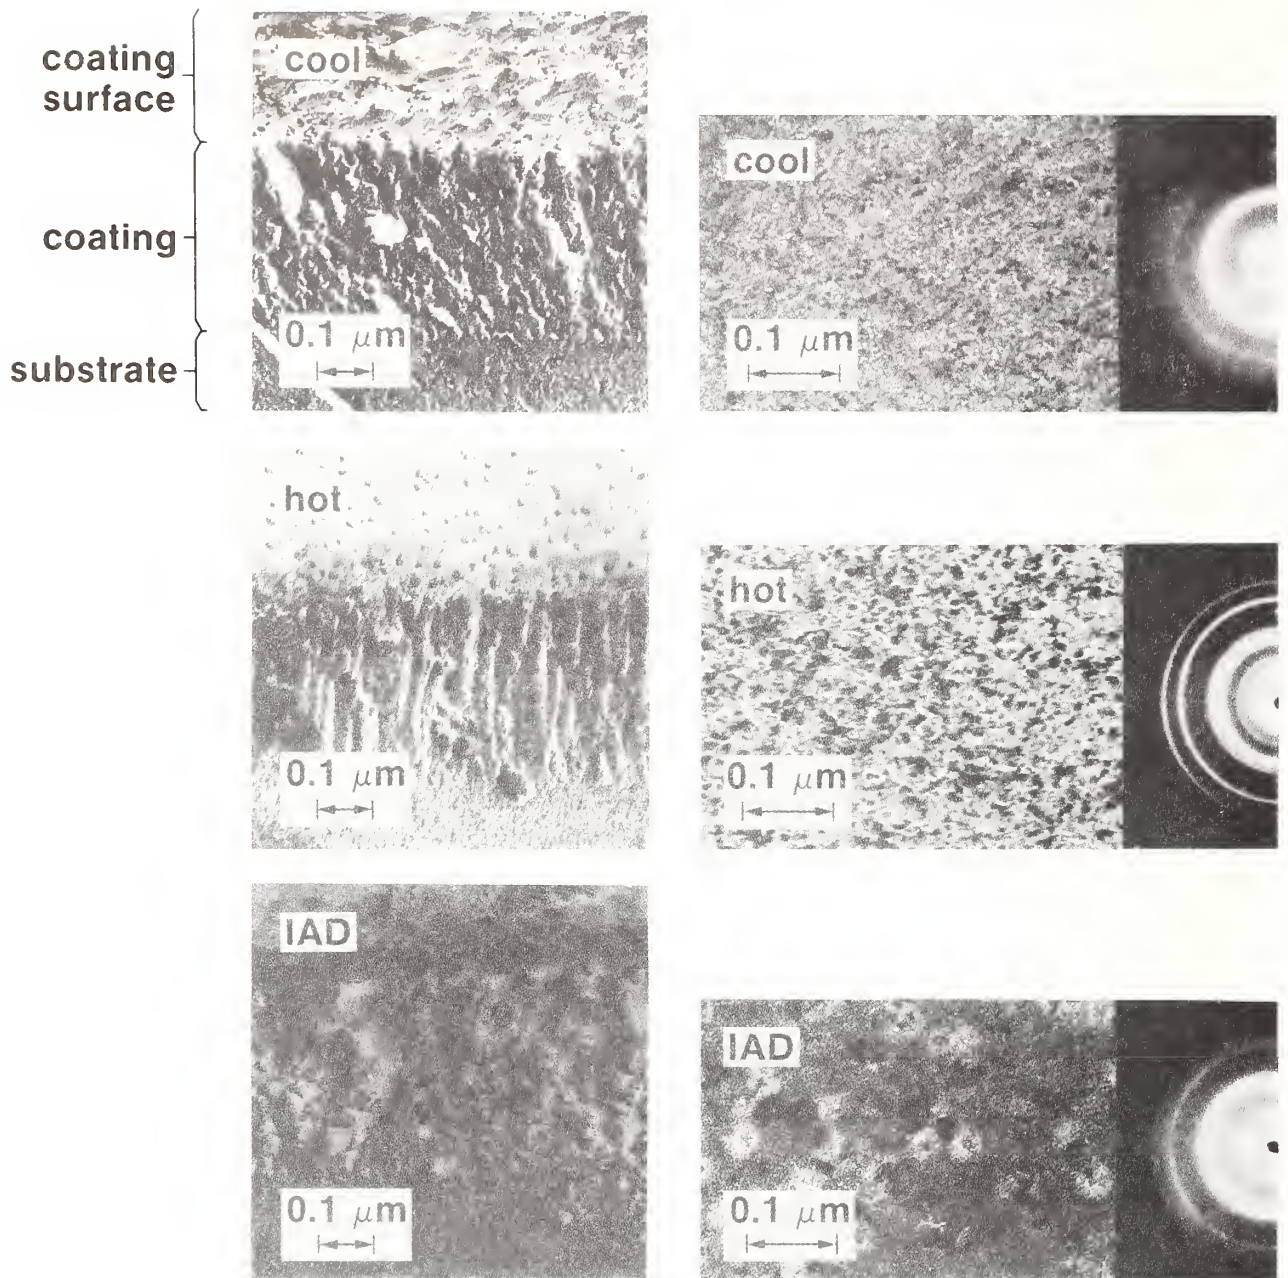 coating
surface
coating
substrate
cool
0.1 μm
cool
0.1 μm
hot
0.1 μm
hot
0.1 μm
IAD
0.1 μm
IAD
0.1 μm